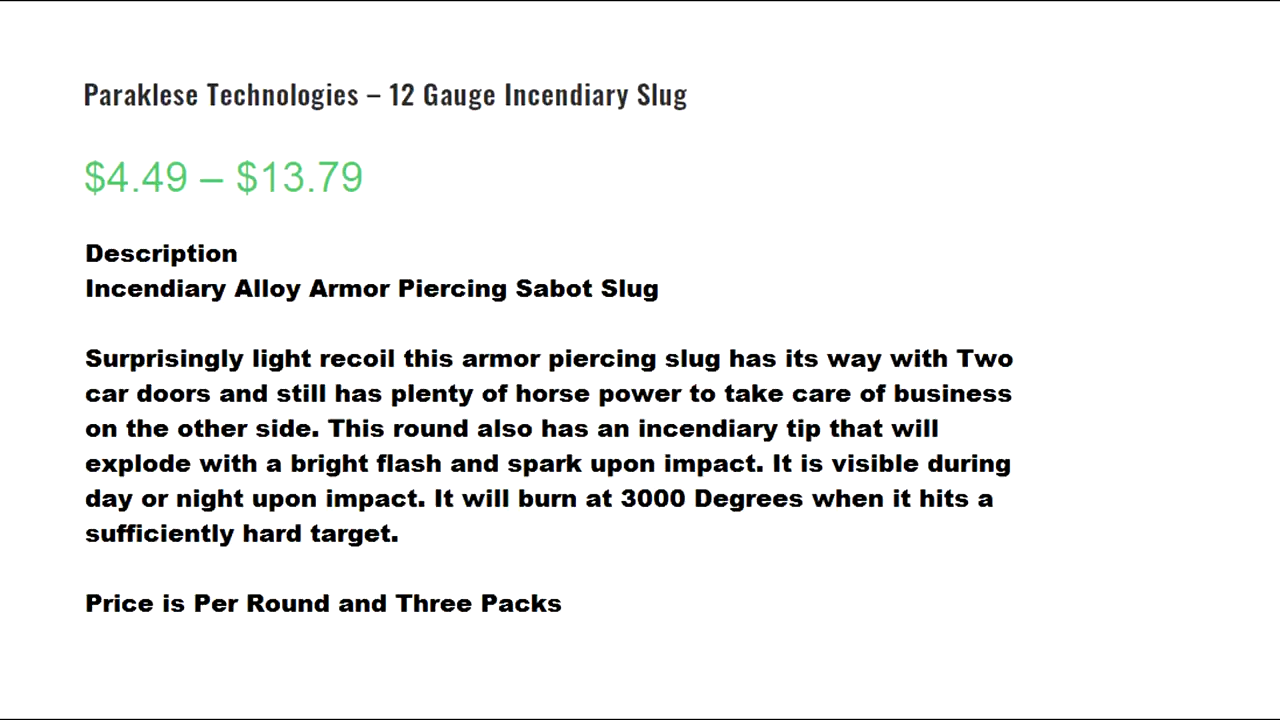 Paraklese Technologies – 12 Gauge Incendiary Slug
$4.49 – $13.79
Description
Incendiary Alloy Armor Piercing Sabot Slug
Surprisingly light recoil this armor piercing slug has its way with Two
car doors and still has plenty of horse power to take care of business
on the other side. This round also has an incendiary tip that will
explode with a bright flash and spark upon impact. It is visible during
day or night upon impact. It will burn at 3000 Degrees when it hits a
sufficiently hard target.
Price is Per Round and Three Packs